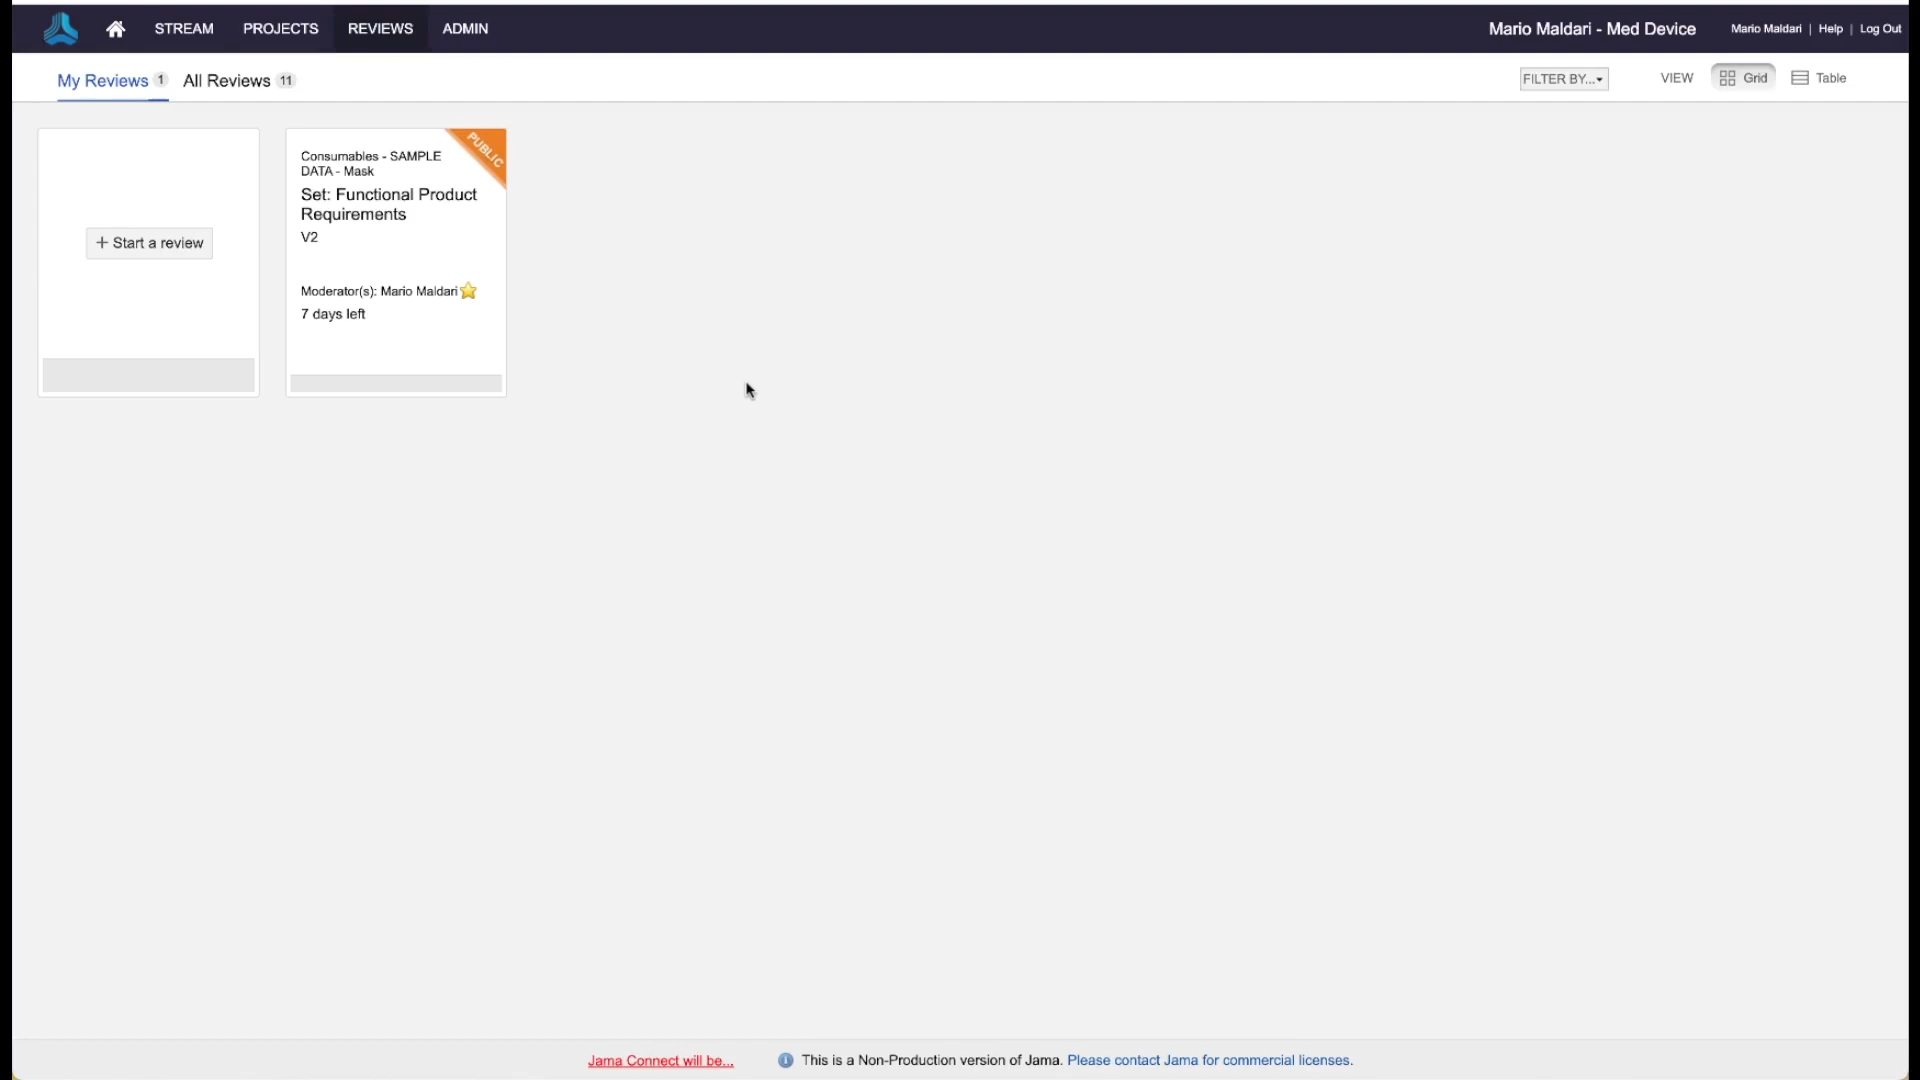 STREAM PROJECTS REVIEWS ADMIN Mario Maldari - Med Device Mario Maldari | Help | Log Out
My Reviews 1 All Reviews 11 FILTER BY... VIEW Grid Table
+ Start a review
PUBLIC
Consumables - SAMPLE
DATA - Mask
Set: Functional Product
Requirements
V2
Moderator(s): Mario Maldari
7 days left
Jama Connect will be... This is a Non-Production version of Jama. Please contact Jama for commercial licenses.